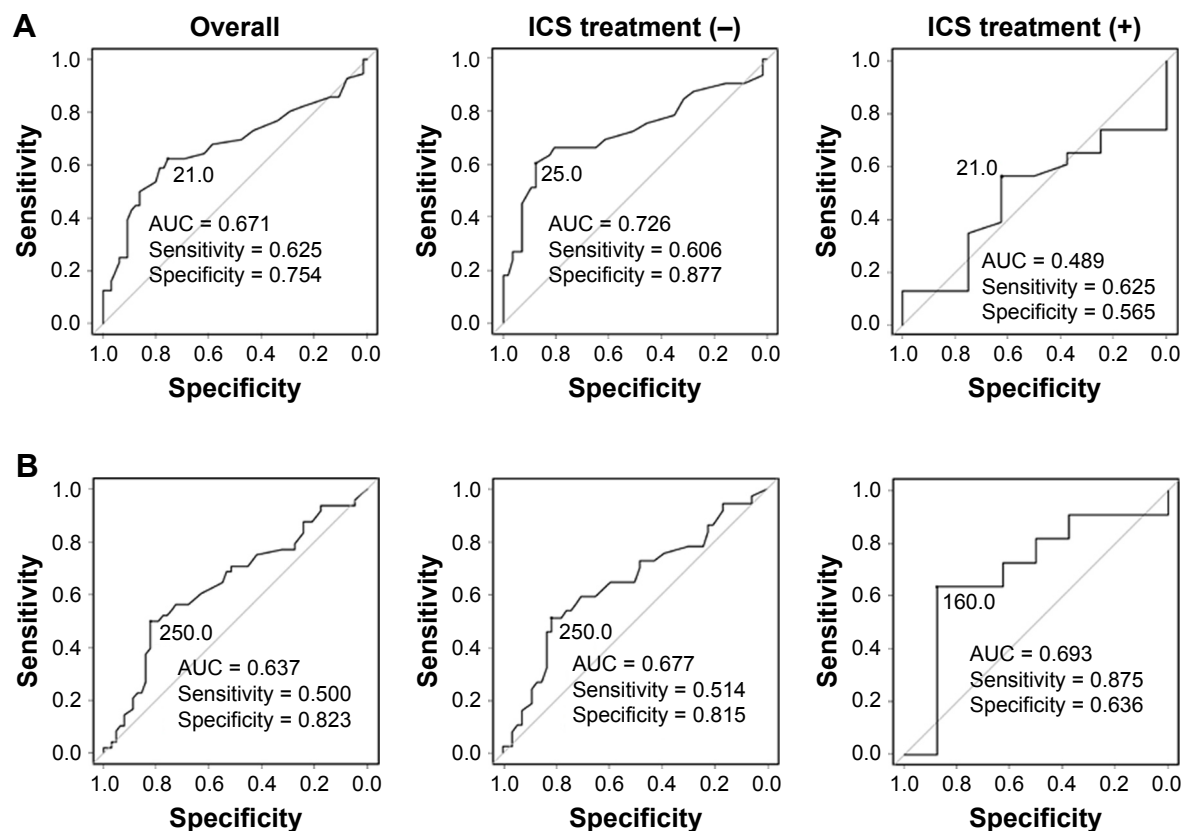 A
Overall
Sensitivity
1.0
0.8
0.6
0.4
0.2
0.0
21.0
AUC = 0.671
Sensitivity = 0.625
Specificity = 0.754
1.0 0.8 0.6 0.4 0.2 0.0
Specificity
ICS treatment (–)
Sensitivity
1.0
0.8
0.6
0.4
0.2
0.0
25.0
AUC = 0.726
Sensitivity = 0.606
Specificity = 0.877
1.0 0.8 0.6 0.4 0.2 0.0
Specificity
ICS treatment (+)
Sensitivity
1.0
0.8
0.6
0.4
0.2
0.0
21.0
AUC = 0.489
Sensitivity = 0.625
Specificity = 0.565
1.0 0.8 0.6 0.4 0.2 0.0
Specificity
B
Sensitivity
1.0
0.8
0.6
0.4
0.2
0.0
250.0
AUC = 0.637
Sensitivity = 0.500
Specificity = 0.823
1.0 0.8 0.6 0.4 0.2 0.0
Specificity
Sensitivity
1.0
0.8
0.6
0.4
0.2
0.0
250.0
AUC = 0.677
Sensitivity = 0.514
Specificity = 0.815
1.0 0.8 0.6 0.4 0.2 0.0
Specificity
Sensitivity
1.0
0.8
0.6
0.4
0.2
0.0
160.0
AUC = 0.693
Sensitivity = 0.875
Specificity = 0.636
1.0 0.8 0.6 0.4 0.2 0.0
Specificity